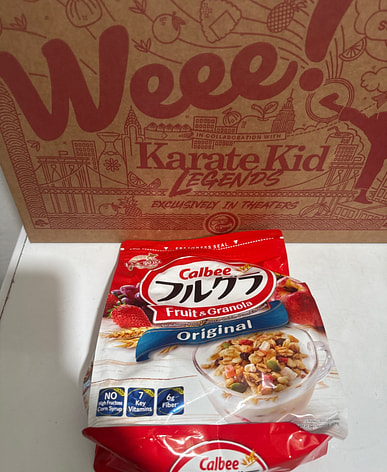 Weee!
IN COLLABORATION WITH
Karate Kid
LEGENDS
EXCLUSIVELY IN THEATERS
Calbee
フルグラ
Fruit & Granola
Original
NO
High Fructose
Corn Syrup
7
Key
Vitamins
6g
Fiber
Calbee